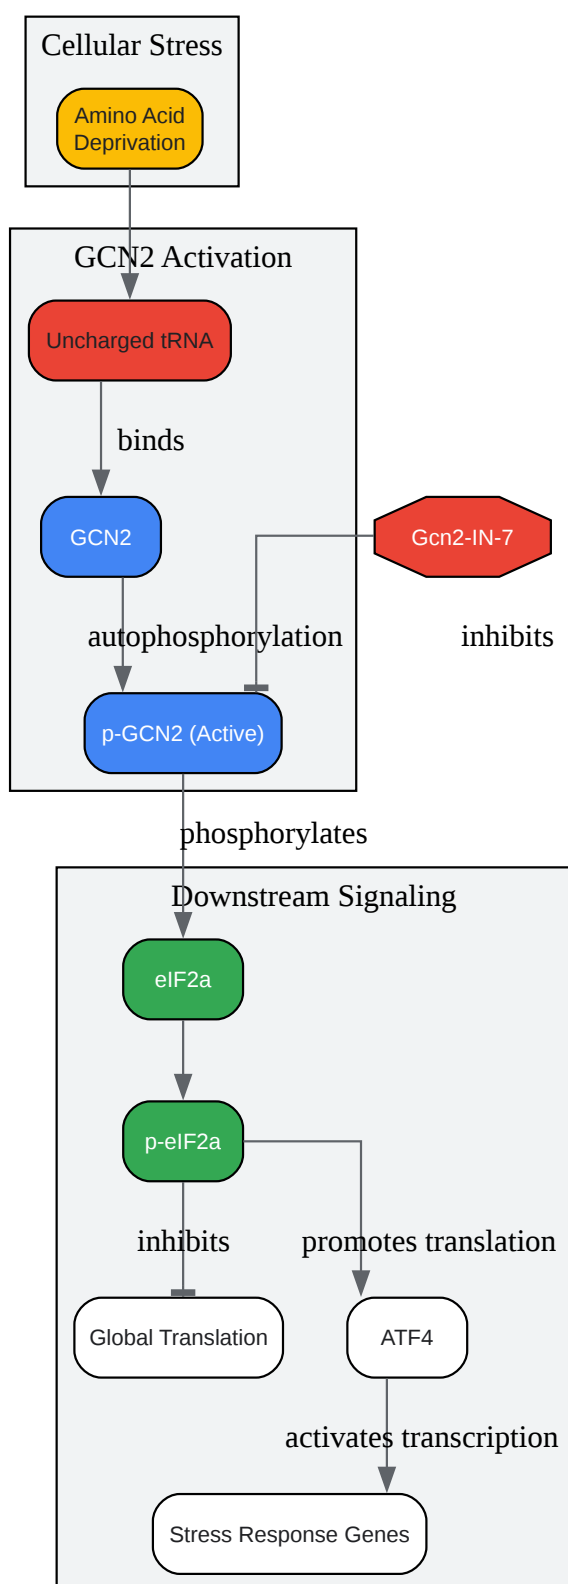 Cellular Stress
Amino Acid
Deprivation
GCN2 Activation
Uncharged tRNA
binds
GCN2
Gcn2-IN-7
autophosphorylation
inhibits
p-GCN2 (Active)
phosphorylates
Downstream Signaling
eIF2a
p-eIF2a
inhibits
promotes translation
Global Translation
ATF4
activates transcription
Stress Response Genes